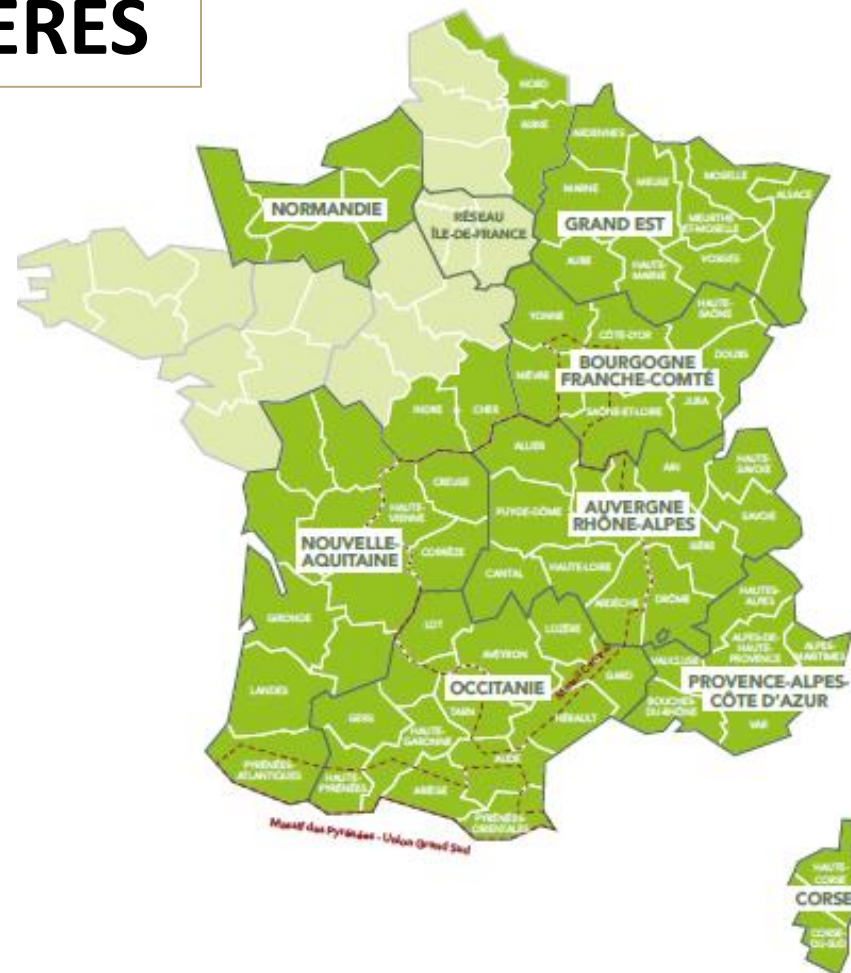 ERES
NORD
AISNE
ARDENNES
NORMANDIE
MARNE
MEUSE
MOSELLE
ALSACE
RÉSEAU
ÎLE-DE-FRANCE
GRAND EST
MEURTHE
ET-MOSELLE
AUBE
HAUTE-
MARNE
VOSGES
YONNE
CÔTE-D'OR
HAUTE-
SAÔNE
DOUBS
NIÈVRE
BOURGOGNE
FRANCHE-COMTÉ
JURA
INDRE
CHER
SAÔNE-ET-LOIRE
ALLIER
AIN
HAUTE-
SAVOIE
CREUSE
HAUTE-
VIENNE
PUY-DE-DÔME
AUVERGNE
RHÔNE-ALPES
SAVOIE
NOUVELLE-
AQUITAINE
CORRÈZE
ISÈRE
CANTAL
HAUTE-LOIRE
ARDÈCHE
DRÔME
HAUTES-
ALPES
GIRONDE
LOT
LOZÈRE
AVEYRON
ALPES-DE-
HAUTE-
PROVENCE
ALPES-
MARITIMES
VAUCLUSE
GARD
LANDES
OCCITANIE
PROVENCE-ALPES-
CÔTE D'AZUR
BOUCHES-
DU-RHÔNE
VAR
GERS
TARN
HÉRAULT
HAUTE-
GARONNE
AUDE
PYRÉNÉES-
ATLANTIQUES
HAUTE-
PYRÉNÉES
ARIÈGE
PYRÉNÉES-
ORIENTALES
Massif des Pyrénées - Union Grand Sud
HAUTE-
CORSE
CORSE
CORSE-
DU-SUD